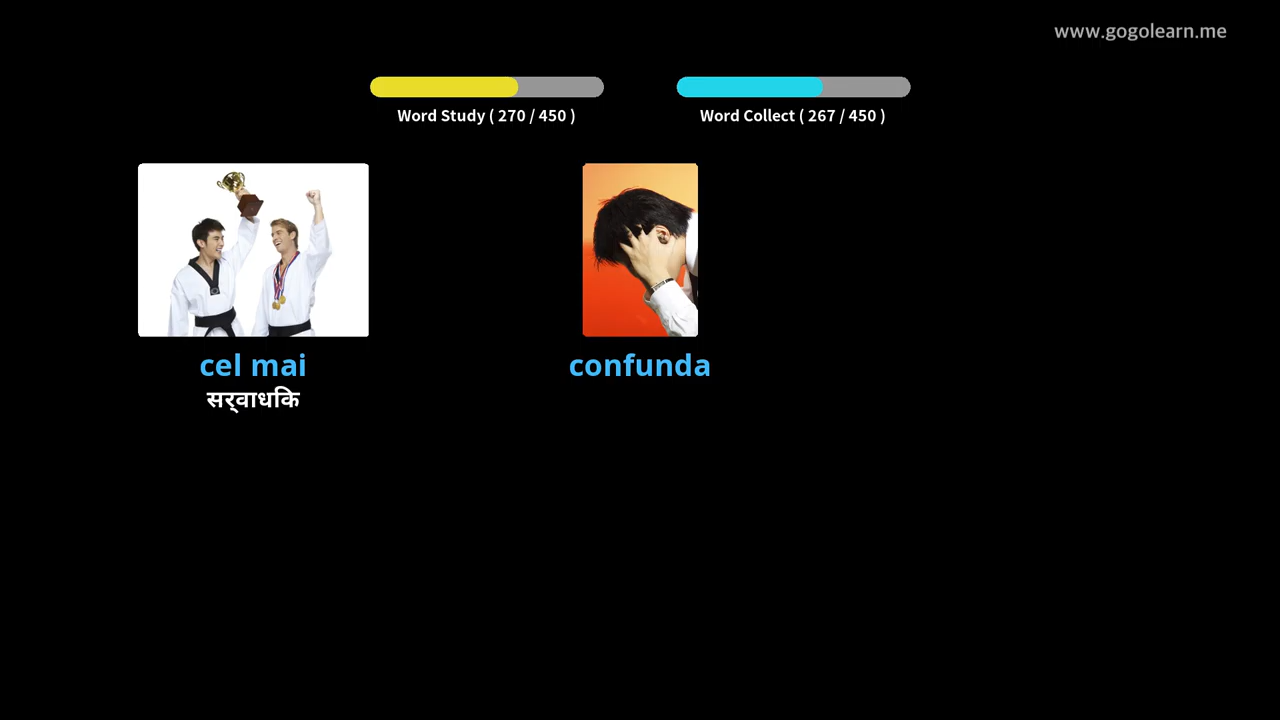 www.gogolearn.me
Word Study ( 270 / 450 )
Word Collect ( 267 / 450 )
cel mai
confunda
सर्वाधिक